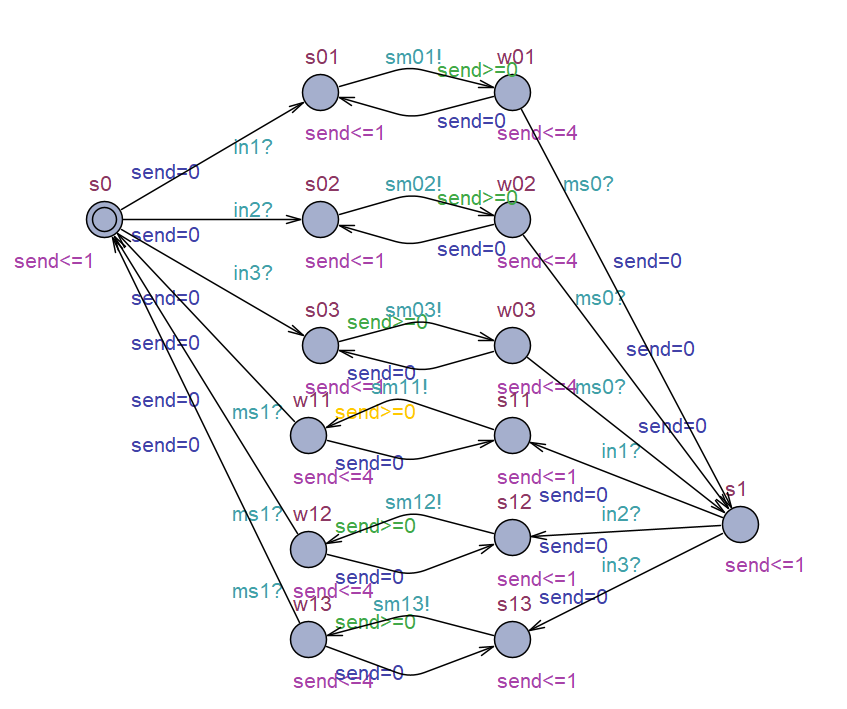 s01
sm01!
w01
send>=0
send<=1
send=0
send<=4
in1?
send=0
s0
s02
sm02!
w02
ms0?
send>=0
in2?
send=0
send<=1
send<=1
send=0
send<=4
send=0
in3?
send=0
ms0?
s03
sm03!
w03
send>=0
send=0
send=0
send<=1
send=0
send<=4
ms0?
w11
sm11!
s11
send=0
ms1?
send>=0
send=0
send=0
in1?
send=0
send<=4
send<=1
send=0
s1
w12
sm12!
s12
in2?
ms1?
send>=0
send=0
send<=1
send=0
send<=4
send<=1
in3?
ms1?
w13
sm13!
s13
send=0
send>=0
send<=4
send=0
send<=1